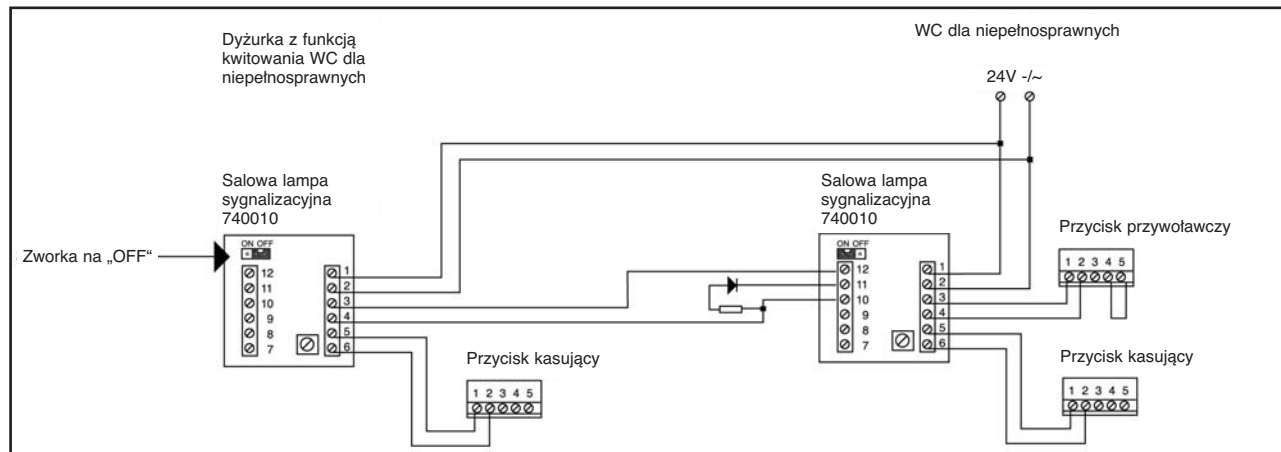 Dyżurka z funkcją
kwitowania WC dla
niepełnosprawnych
WC dla niepełnosprawnych
24V -/~
Salowa lampa
sygnalizacyjna
740010
Salowa lampa
sygnalizacyjna
740010
Przycisk przywoławczy
Zworka na „OFF“
ON OFF
12
11
10
9
8
7
1
2
3
4
5
6
ON OFF
12
11
10
9
8
7
1
2
3
4
5
6
1 2 3 4 5
Przycisk kasujący
1 2 3 4 5
Przycisk kasujący
1 2 3 4 5